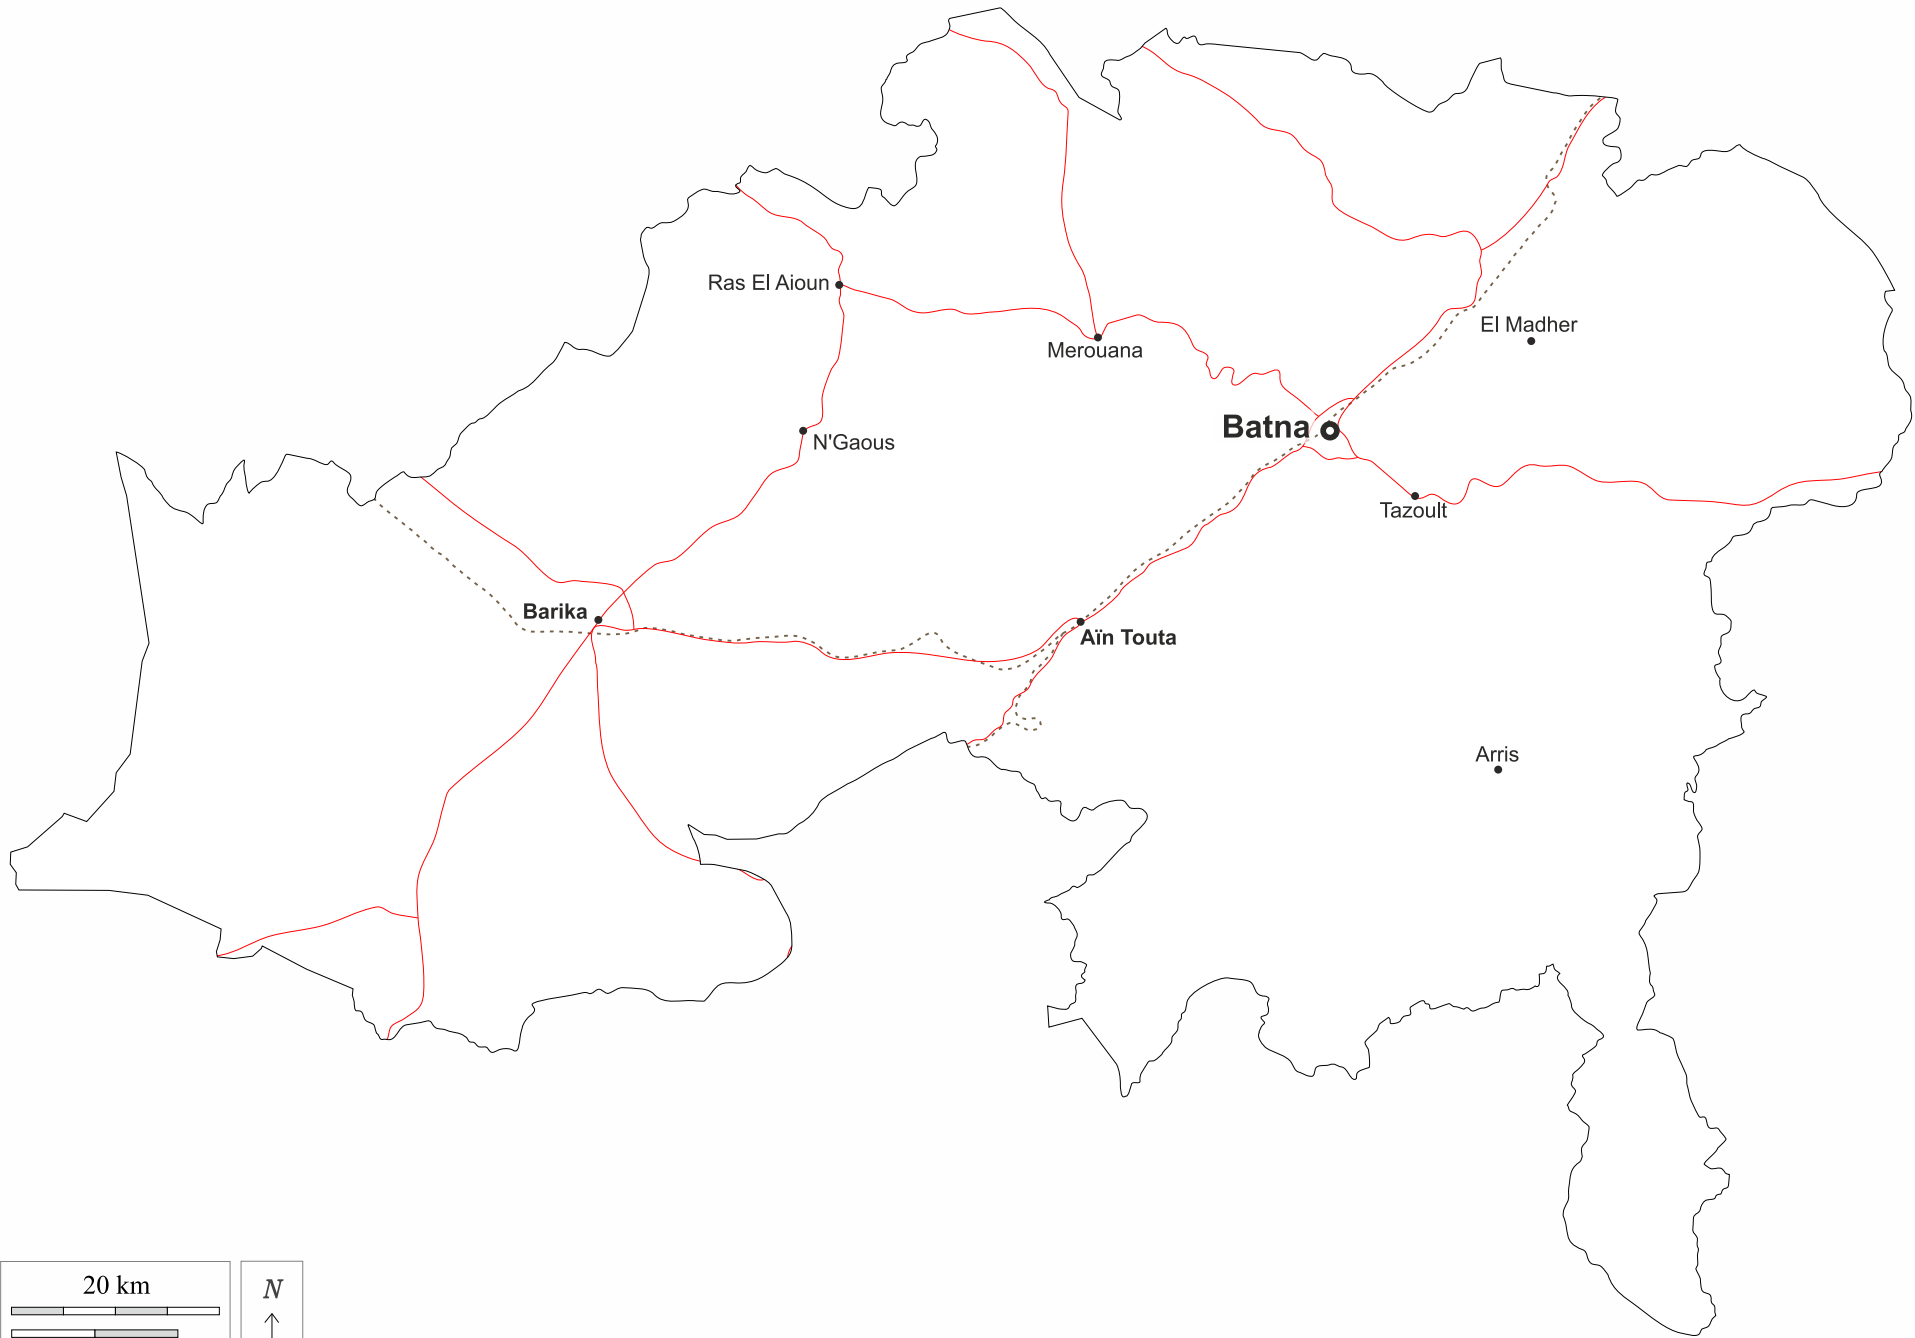 Ras El Aioun
El Madher
Merouana
Batna
N'Gaous
Tazoult
Barika
Aïn Touta
Arris
20 km
N